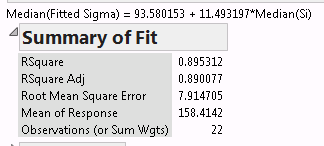 Median(Fitted Sigma) = 93.580153 + 11.493197*Median(Si)
Summary of Fit
RSquare 0.895312
RSquare Adj 0.890077
Root Mean Square Error 7.914705
Mean of Response 158.4142
Observations (or Sum Wgts) 22